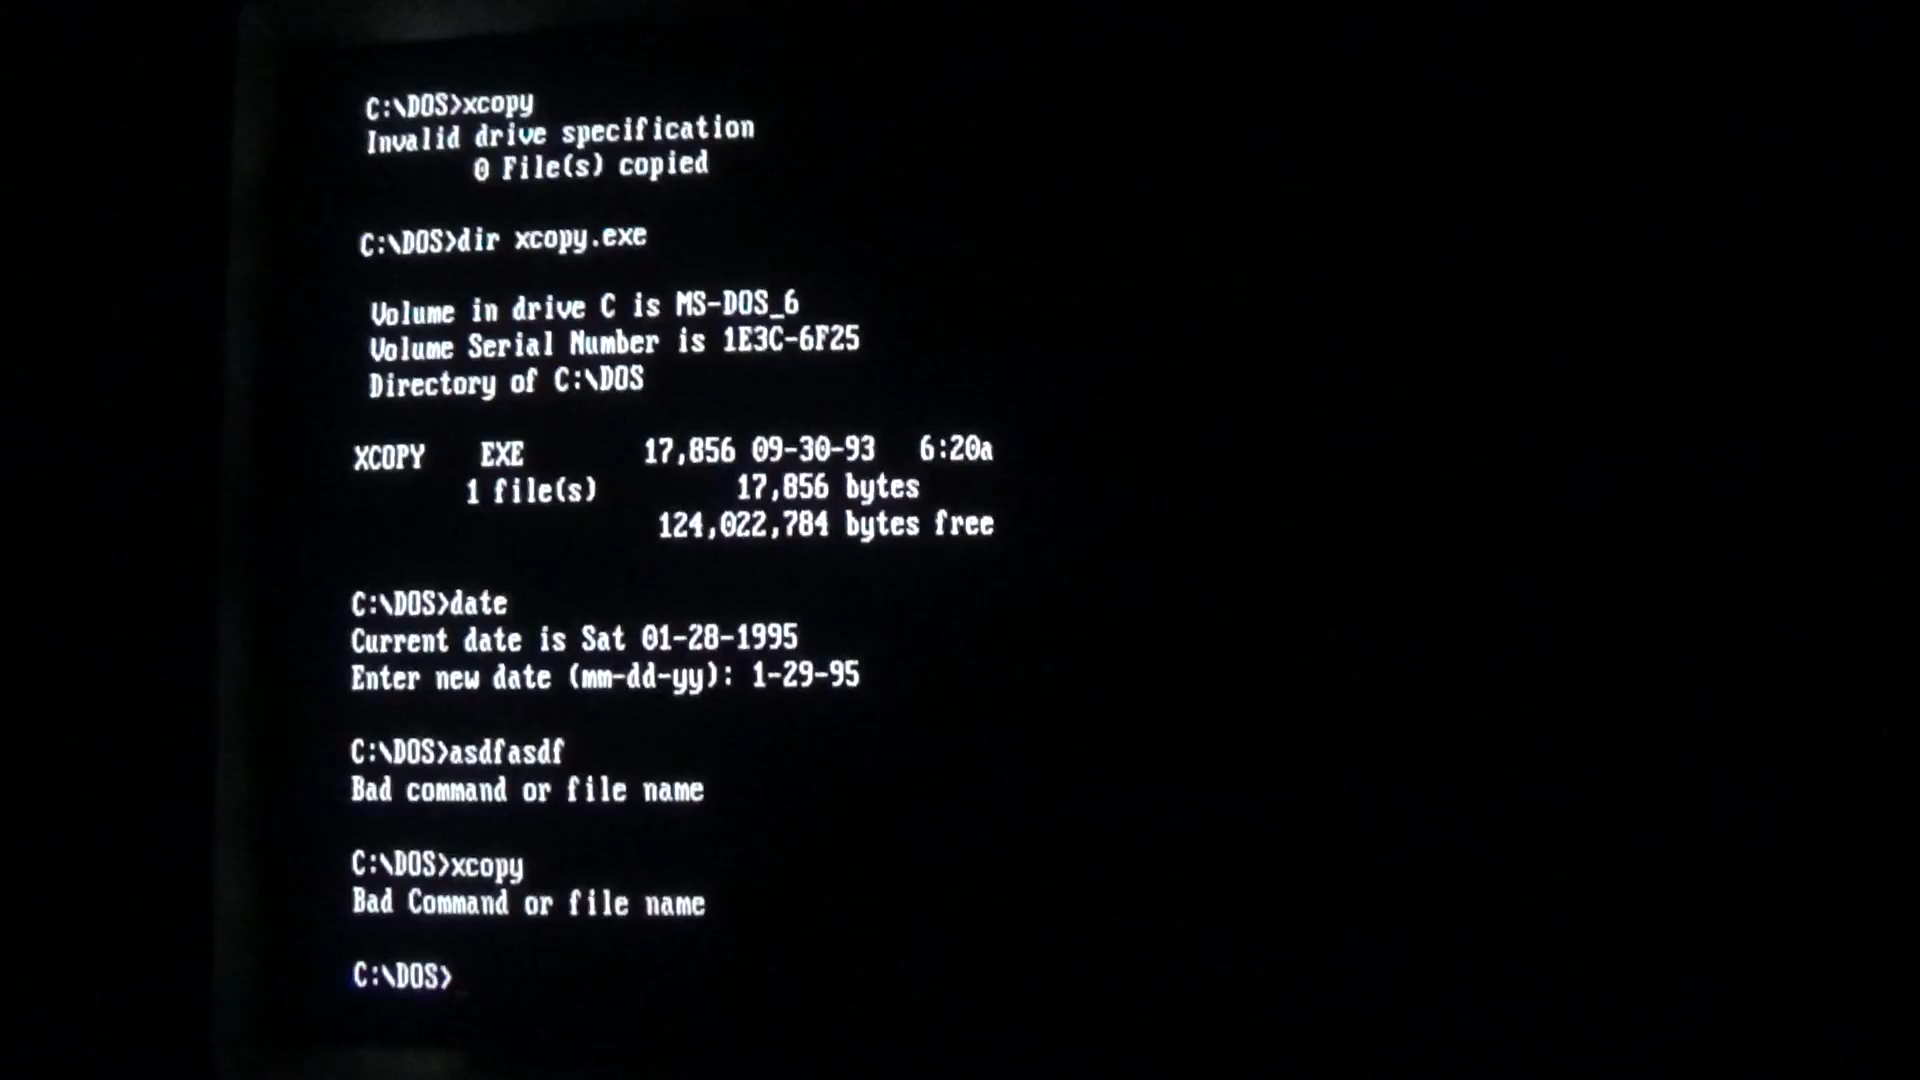 C:\DOS>xcopy
Invalid drive specification
0 File(s) copied
C:\DOS>dir xcopy.exe
Volume in drive C is MS-DOS_6
Volume Serial Number is 1E3C-6F25
Directory of C:\DOS
XCOPY EXE 17,856 09-30-93 6:20a
1 file(s) 17,856 bytes
124,022,784 bytes free
C:\DOS>date
Current date is Sat 01-28-1995
Enter new date (mm-dd-yy): 1-29-95
C:\DOS>asdfasdf
Bad command or file name
C:\DOS>xcopy
Bad Command or file name
C:\DOS>